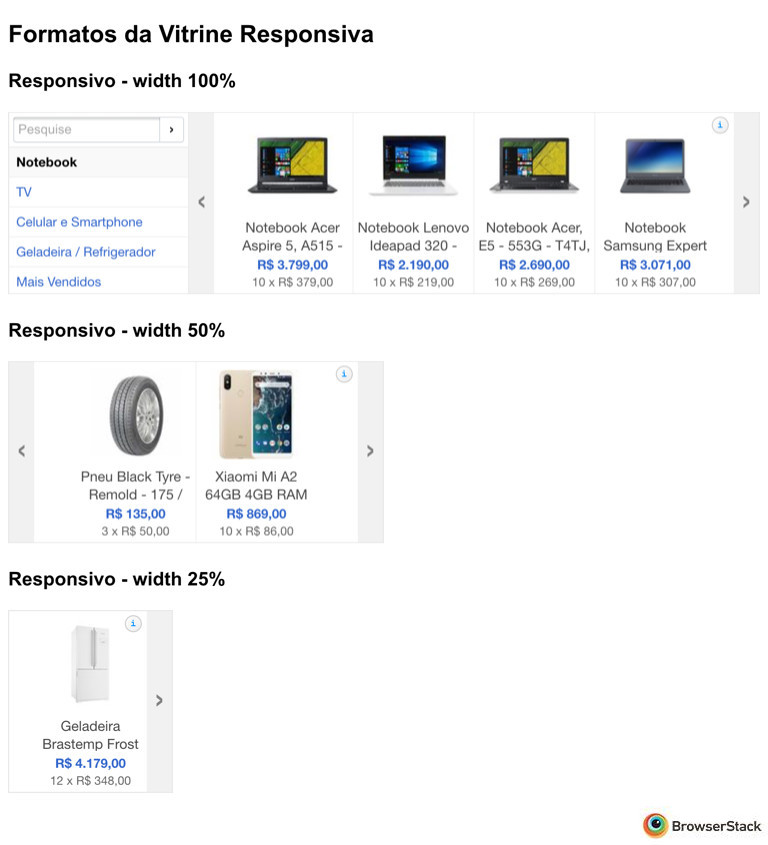 Formatos da Vitrine Responsiva
Responsivo - width 100%
Pesquise
Notebook
TV
Celular e Smartphone
Geladeira / Refrigerador
Mais Vendidos
Notebook Acer
Aspire 5, A515 -
R$ 3.799,00
10 x R$ 379,00
Notebook Lenovo
Ideapad 320 -
R$ 2.190,00
10 x R$ 219,00
Notebook Acer,
E5 - 553G - T4TJ,
R$ 2.690,00
10 x R$ 269,00
Notebook
Samsung Expert
R$ 3.071,00
10 x R$ 307,00
Responsivo - width 50%
Pneu Black Tyre -
Remold - 175 /
R$ 135,00
3 x R$ 50,00
Xiaomi Mi A2
64GB 4GB RAM
R$ 869,00
10 x R$ 86,00
Responsivo - width 25%
Geladeira
Brastemp Frost
R$ 4.179,00
12 x R$ 348,00
BrowserStack